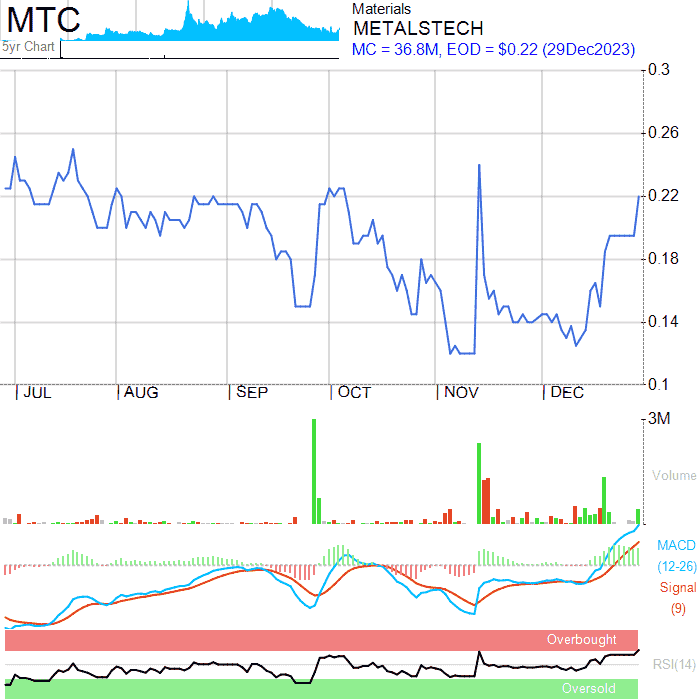 MTC
5yr Chart
Materials
METALSTECH
MC = 36.8M, EOD = $0.22 (29Dec2023)
0.3
0.26
0.22
0.18
0.14
0.1
JUL AUG SEP OCT NOV DEC
3M
Volume
MACD
(12-26)
Signal
(9)
Overbought
RSI(14)
Oversold